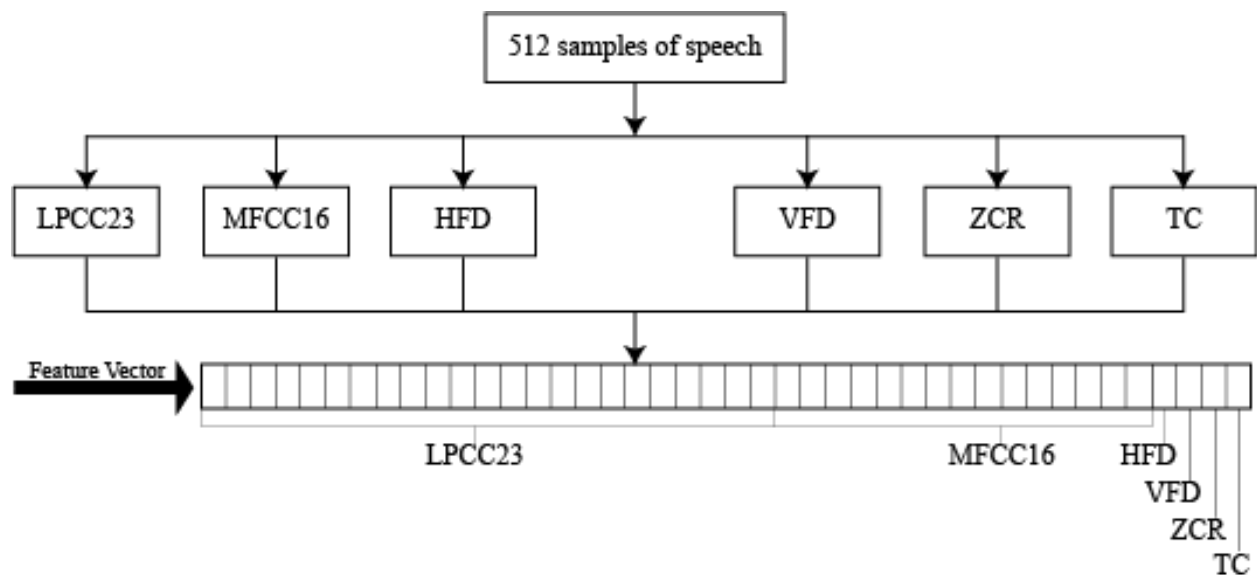 512 samples of speech
LPCC23 MFCC16 HFD VFD ZCR TC
Feature Vector
LPCC23 MFCC16 HFD
VFD
ZCR
TC